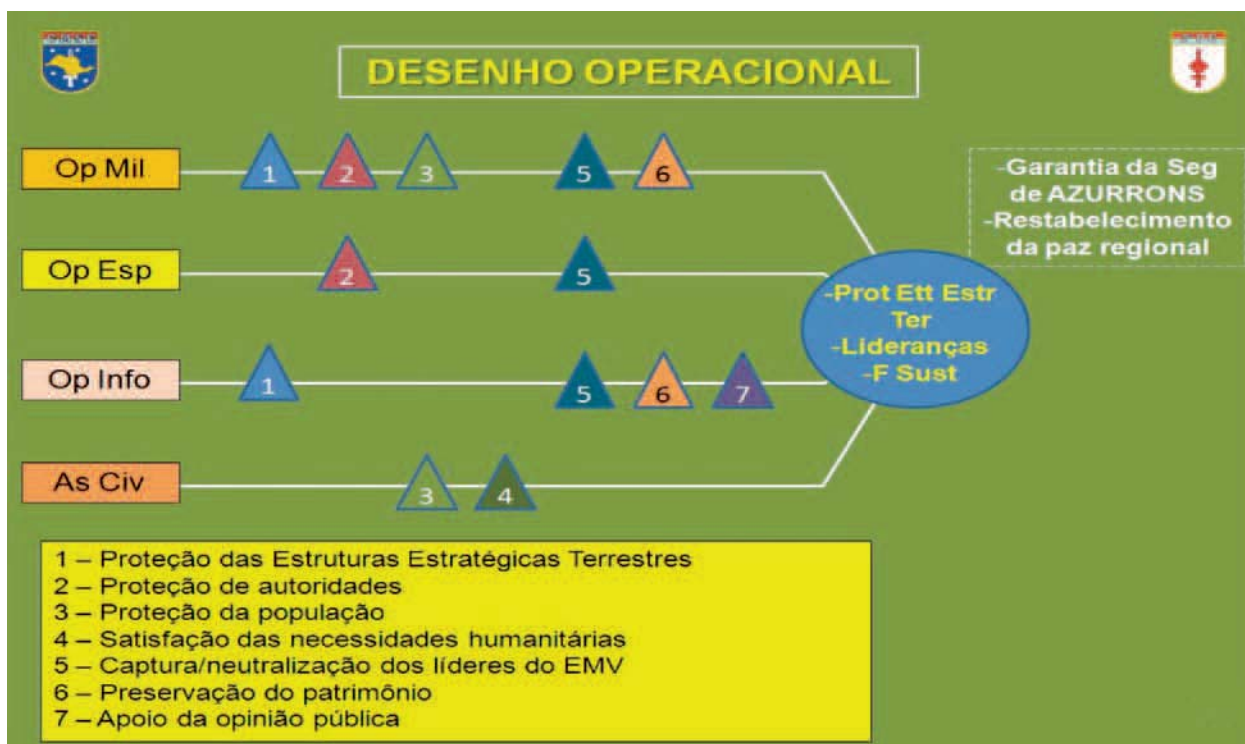 DESENHO OPERACIONAL
Op Mil
1
2
3
5
6
-Garantia da Seg
de AZURRONS
-Restabelecimento
da paz regional
Op Esp
2
5
-Prot Ett Estr
Ter
-Lideranças
-F Sust
Op Info
1
5
6
7
As Civ
3
4
1 – Proteção das Estruturas Estratégicas Terrestres
2 – Proteção de autoridades
3 – Proteção da população
4 – Satisfação das necessidades humanitárias
5 – Captura/neutralização dos líderes do EMV
6 – Preservação do patrimônio
7 – Apoio da opinião pública